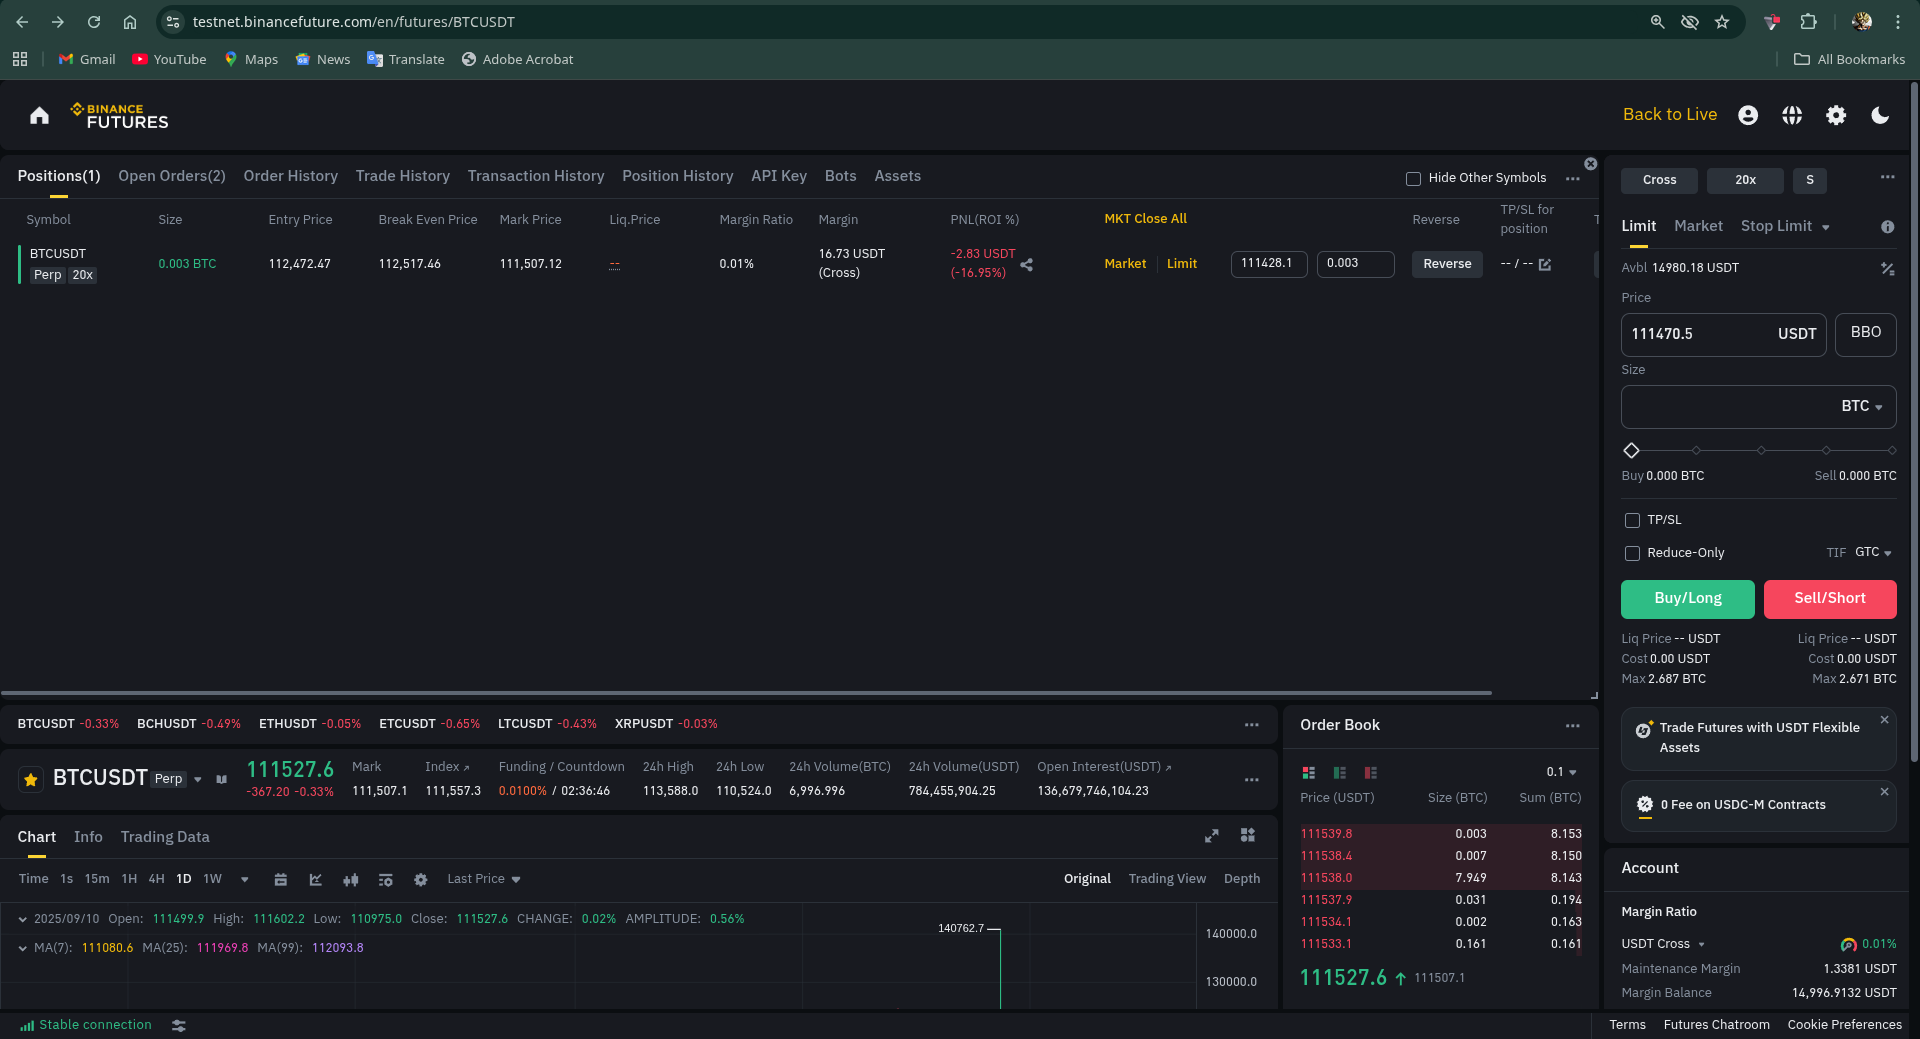 testnet.binancefuture.com/en/futures/BTCUSDT
Gmail YouTube Maps News Translate Adobe Acrobat All Bookmarks
BINANCE
FUTURES
Back to Live
Positions(1) Open Orders(2) Order History Trade History Transaction History Position History API Key Bots Assets Hide Other Symbols
Symbol Size Entry Price Break Even Price Mark Price Liq.Price Margin Ratio Margin PNL(ROI %) MKT Close All Reverse TP/SL for position
BTCUSDT
Perp 20x
0.003 BTC 112,472.47 112,517.46 111,507.12 -- 0.01%
16.73 USDT
(Cross)
-2.83 USDT
(-16.95%)
Market Limit 111428.1 0.003 Reverse -- / --
Cross 20x S
Limit Market Stop Limit
Avbl 14980.18 USDT
Price
111470.5 USDT BBO
Size
BTC
Buy 0.000 BTC Sell 0.000 BTC
TP/SL
Reduce-Only TIF GTC
Buy/Long Sell/Short
Liq Price -- USDT Liq Price -- USDT
Cost 0.00 USDT Cost 0.00 USDT
Max 2.687 BTC Max 2.671 BTC
Trade Futures with USDT Flexible
Assets
0 Fee on USDC-M Contracts
Account
Margin Ratio
USDT Cross 0.01%
Maintenance Margin 1.3381 USDT
Margin Balance 14,996.9132 USDT
BTCUSDT -0.33% BCHUSDT -0.49% ETHUSDT -0.05% ETCUSDT -0.65% LTCUSDT -0.43% XRPUSDT -0.03%
BTCUSDT Perp
111527.6
-367.20 -0.33%
Mark Index Funding / Countdown 24h High 24h Low 24h Volume(BTC) 24h Volume(USDT) Open Interest(USDT)
111,507.1 111,557.3 0.0100% / 02:36:46 113,588.0 110,524.0 6,996.996 784,455,904.25 136,679,746,104.23
Chart Info Trading Data
Time 1s 15m 1H 4H 1D 1W Last Price Original Trading View Depth
2025/09/10 Open: 111499.9 High: 111602.2 Low: 110975.0 Close: 111527.6 CHANGE: 0.02% AMPLITUDE: 0.56%
MA(7): 111080.6 MA(25): 111969.8 MA(99): 112093.8
140762.7
140000.0
130000.0
Order Book
0.1
Price (USDT) Size (BTC) Sum (BTC)
111539.8 0.003 8.153
111538.4 0.007 8.150
111538.0 7.949 8.143
111537.9 0.031 0.194
111534.1 0.002 0.163
111533.1 0.161 0.161
111527.6 111507.1
Stable connection
Terms Futures Chatroom Cookie Preferences